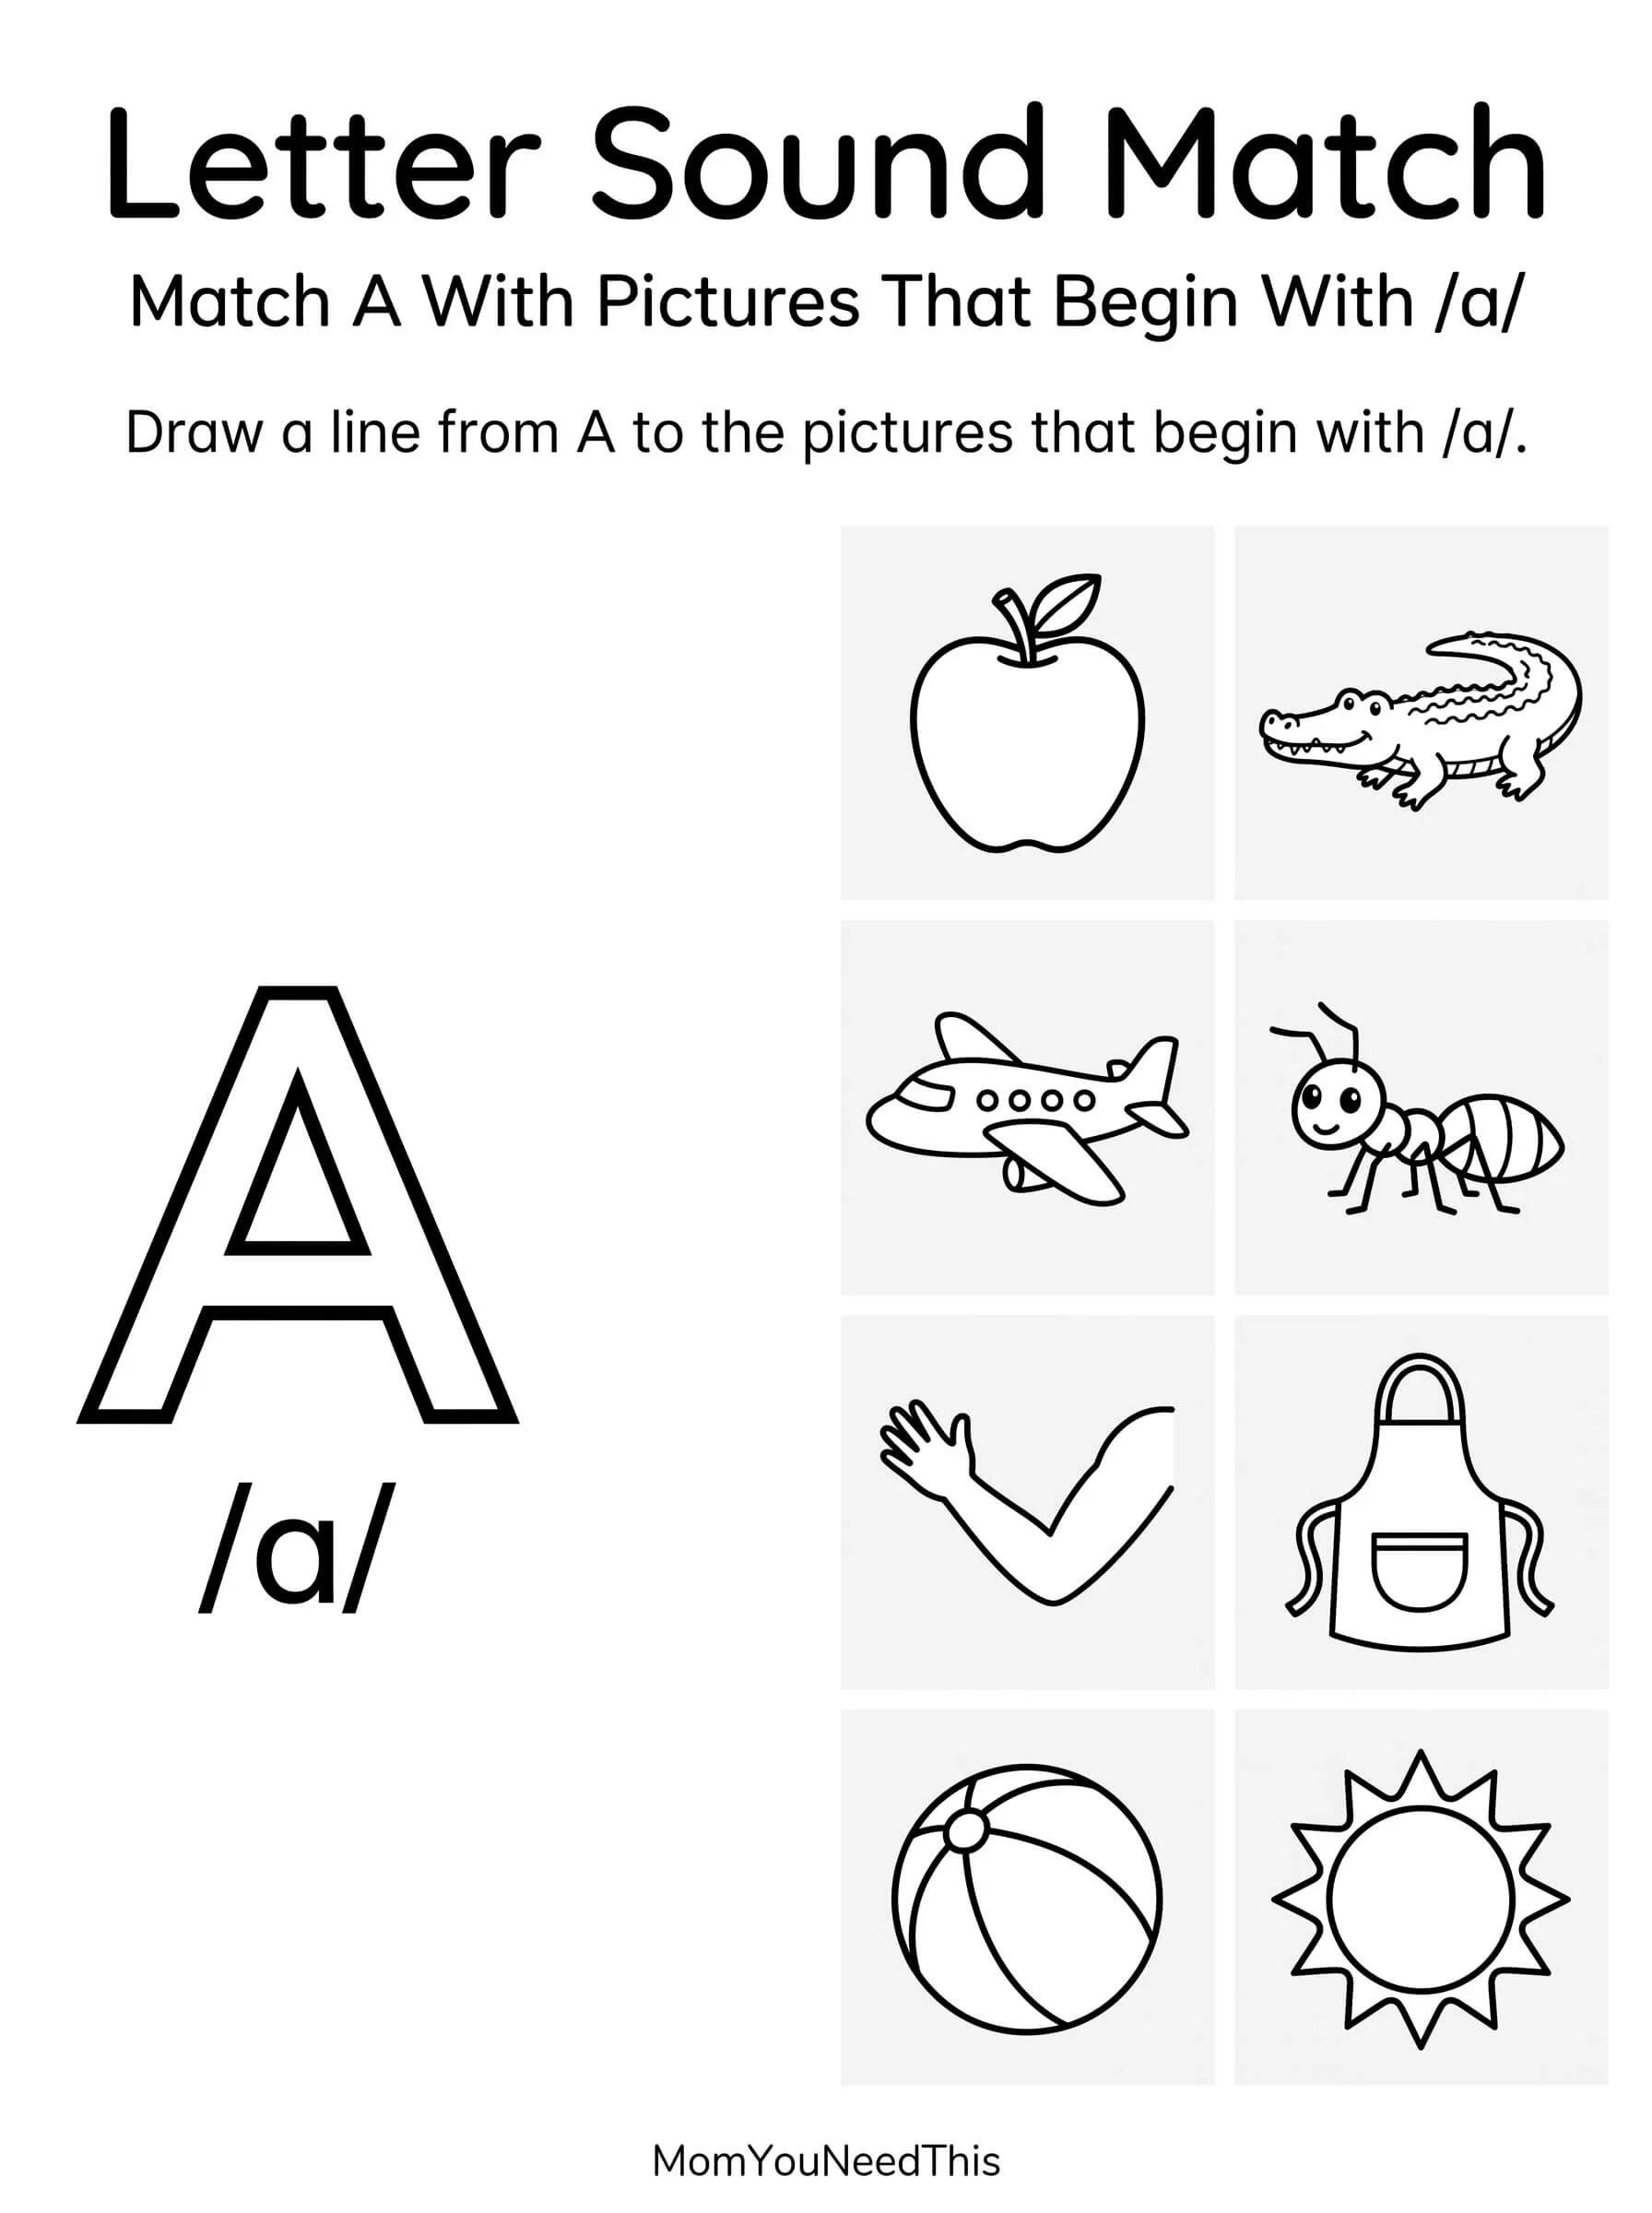 Letter Sound Match
Match A With Pictures That Begin With /a/
Draw a line from A to the pictures that begin with /a/.
A
/a/
MomYouNeedThis